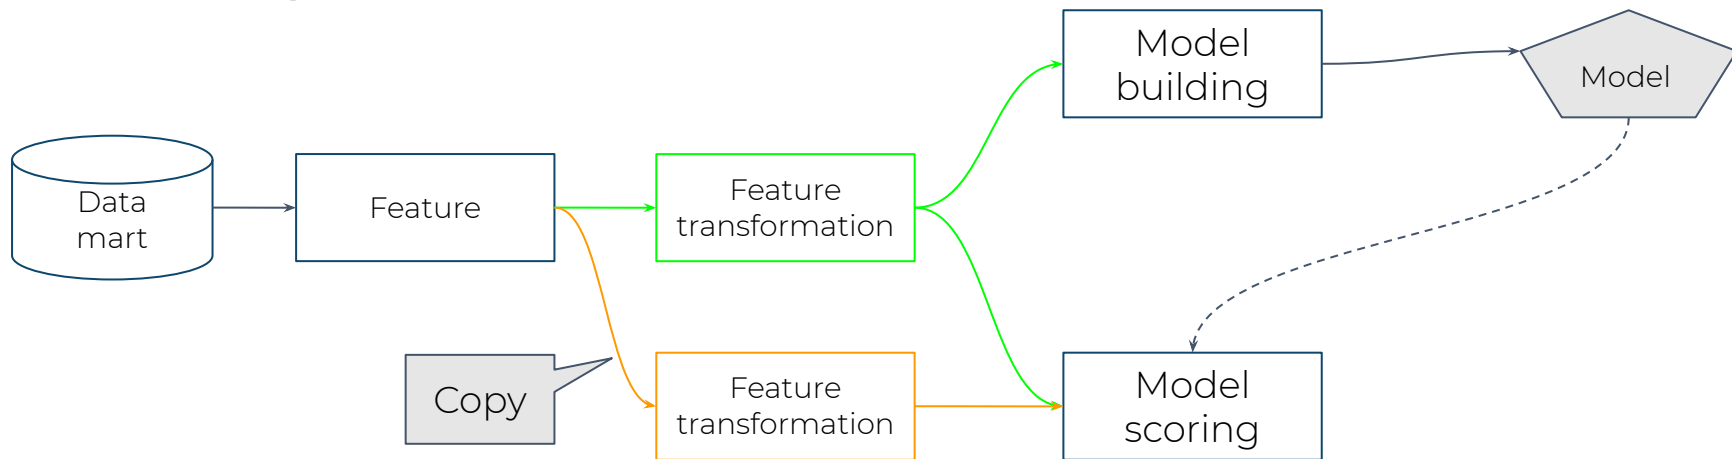 Model
building
Model
Data
mart
Feature
Feature
transformation
Copy
Feature
transformation
Model
scoring